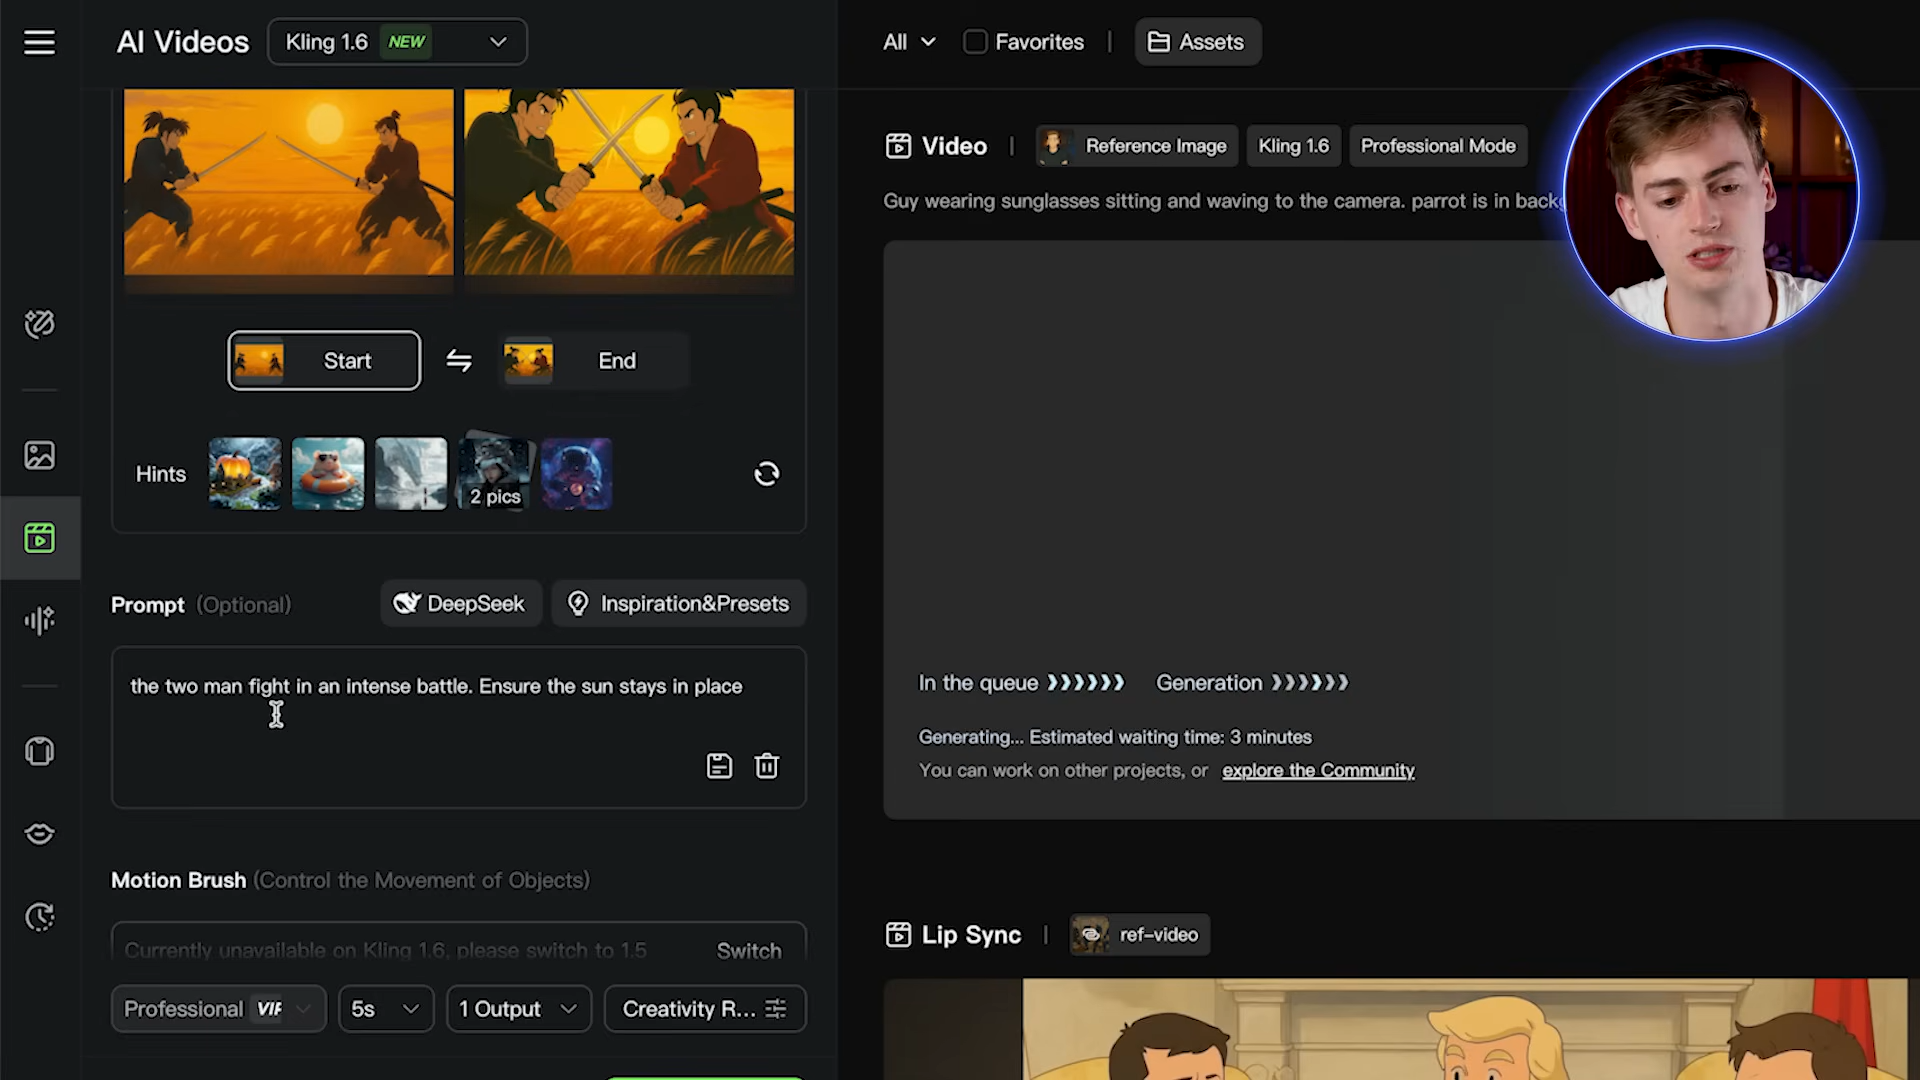 AI Videos
Kling 1.6 NEW
All
Favorites
Assets
Video
Reference Image
Kling 1.6
Professional Mode
Guy wearing sunglasses sitting and waving to the camera. parrot is in
Start
End
Hints
2 pics
Prompt (Optional)
DeepSeek
Inspiration&Presets
the two man fight in an intense battle. Ensure the sun stays in place
In the queue
Generation
Generating... Estimated waiting time: 3 minutes
You can work on other projects, or explore the Community
Motion Brush (Control the Movement of Objects)
Currently unavailable on Kling 1.6, please switch to 1.5
Switch
Lip Sync
ref-video
Professional
5s
1 Output
Creativity R...